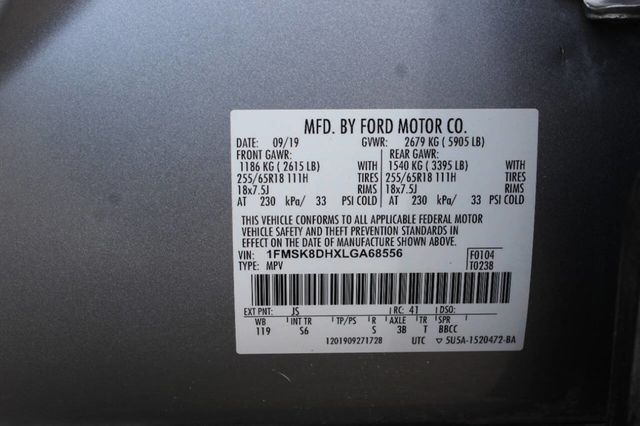 MFD. BY FORD MOTOR CO.
DATE: 09/19 GVWR: 2679 KG ( 5905 LB)
FRONT GAWR: REAR GAWR:
1186 KG ( 2615 LB) WITH 1540 KG ( 3395 LB) WITH
255/65R18 111H TIRES 255/65R18 111H TIRES
18x7.5J RIMS 18x7.5J RIMS
AT 230 kPa/ 33 PSI COLD AT 230 kPa/ 33 PSI COLD
THIS VEHICLE CONFORMS TO ALL APPLICABLE FEDERAL MOTOR
VEHICLE SAFETY AND THEFT PREVENTION STANDARDS IN
EFFECT ON THE DATE OF MANUFACTURE SHOWN ABOVE.
VIN: 1FMSK8DHXLGA68556 F0104
TYPE: MPV T0238
EXT PNT: JS RC: 41 DSO:
WB INT TR TP/PS R AXLE TR SPR
119 S6 S 3B T BBCC
1201909271728 UTC ▽ 5U5A-1520472-BA